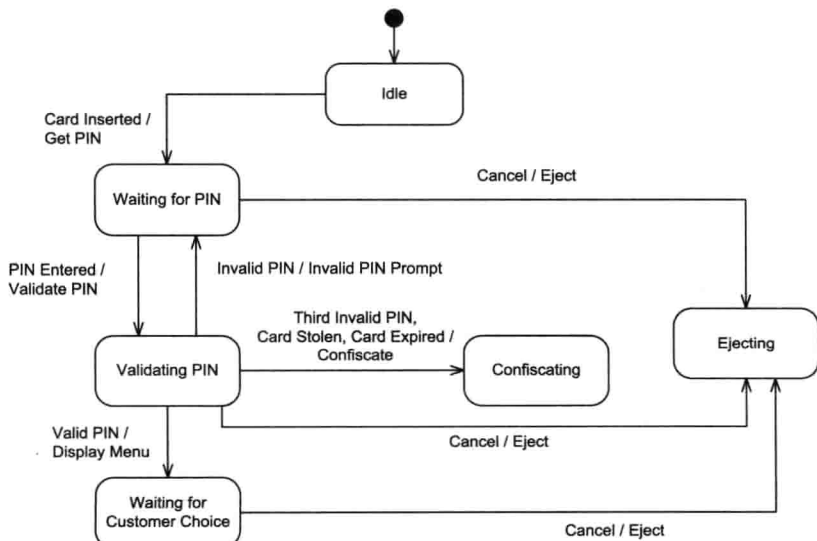 Idle
Card Inserted /
Get PIN
Cancel / Eject
Waiting for PIN
PIN Entered /
Validate PIN
Invalid PIN / Invalid PIN Prompt
Third Invalid PIN,
Card Stolen, Card Expired /
Confiscate
Ejecting
Validating PIN
Confiscating
Valid PIN /
Display Menu
Cancel / Eject
Waiting for
Customer Choice
Cancel / Eject